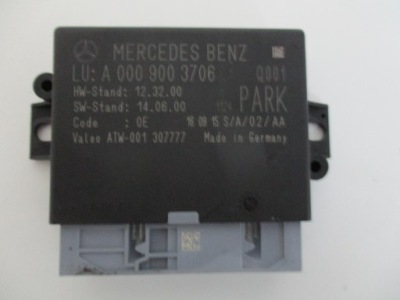 MERCEDES BENZ
LU: A 000 900 3706 Q001
HW-Stand: 12.32.00
SW-Stand: 14.06.00 1124 PARK
Code : 0E 16 09 15 S/A/02/AA
Valeo ATW-001 307777 Made in Germany